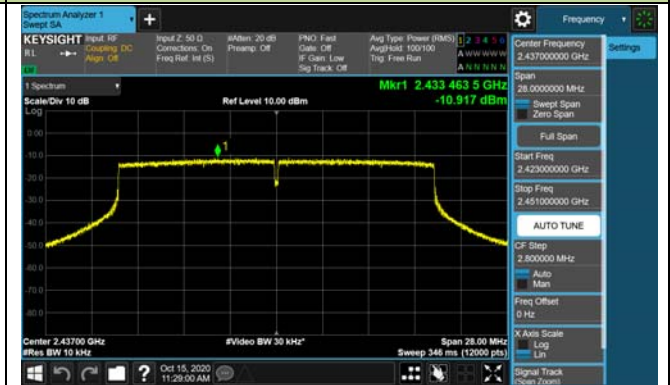 Spectrum Analyzer 1
Swept SA
+
Frequency
KEYSIGHT
RL
Input: RF
Coupling: DC
Align: Off
Input Z: 50 Ω
Corrections: On
Freq Ref: Int (S)
#Atten: 20 dB
Preamp: Off
PNO: Fast
Gate: Off
IF Gain: Low
Sig Track: Off
Avg Type: Power (RMS)
Avg|Hold: 100/100
Trig: Free Run
1 2 3 4 5 6
A W W W W W
A N N N N N
1 Spectrum
Scale/Div 10 dB
Log
Ref Level 10.00 dBm
Mkr1 2.433 463 5 GHz
-10.917 dBm
0.00
-10.0
-20.0
-30.0
-40.0
-50.0
-60.0
-80.0
1
Center 2.43700 GHz
#Res BW 10 kHz
#Video BW 30 kHz*
Span 28.00 MHz
Sweep 346 ms (12000 pts)
Oct 15, 2020
11:29:00 AM
?
Center Frequency
2.437000000 GHz
Settings
Span
28.0000000 MHz
Swept Span
Zero Span
Full Span
Start Freq
2.423000000 GHz
Stop Freq
2.451000000 GHz
AUTO TUNE
CF Step
2.800000 MHz
Auto
Man
Freq Offset
0 Hz
X Axis Scale
Log
Lin
Signal Track
(Span Zoom)